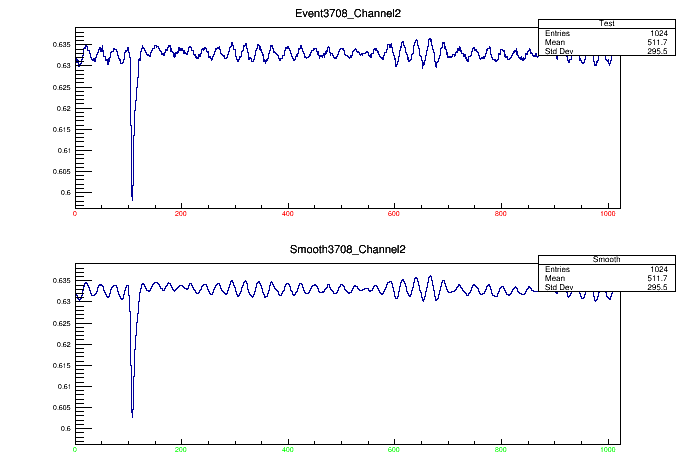 Event3708_Channel2
Test
Entries 1024
Mean 511.7
Std Dev 295.5
0.635
0.63
0.625
0.62
0.615
0.61
0.605
0.6
0 200 400 600 800 1000
Smooth3708_Channel2
Smooth
Entries 1024
Mean 511.7
Std Dev 295.5
0.635
0.63
0.625
0.62
0.615
0.61
0.605
0.6
0 200 400 600 800 1000